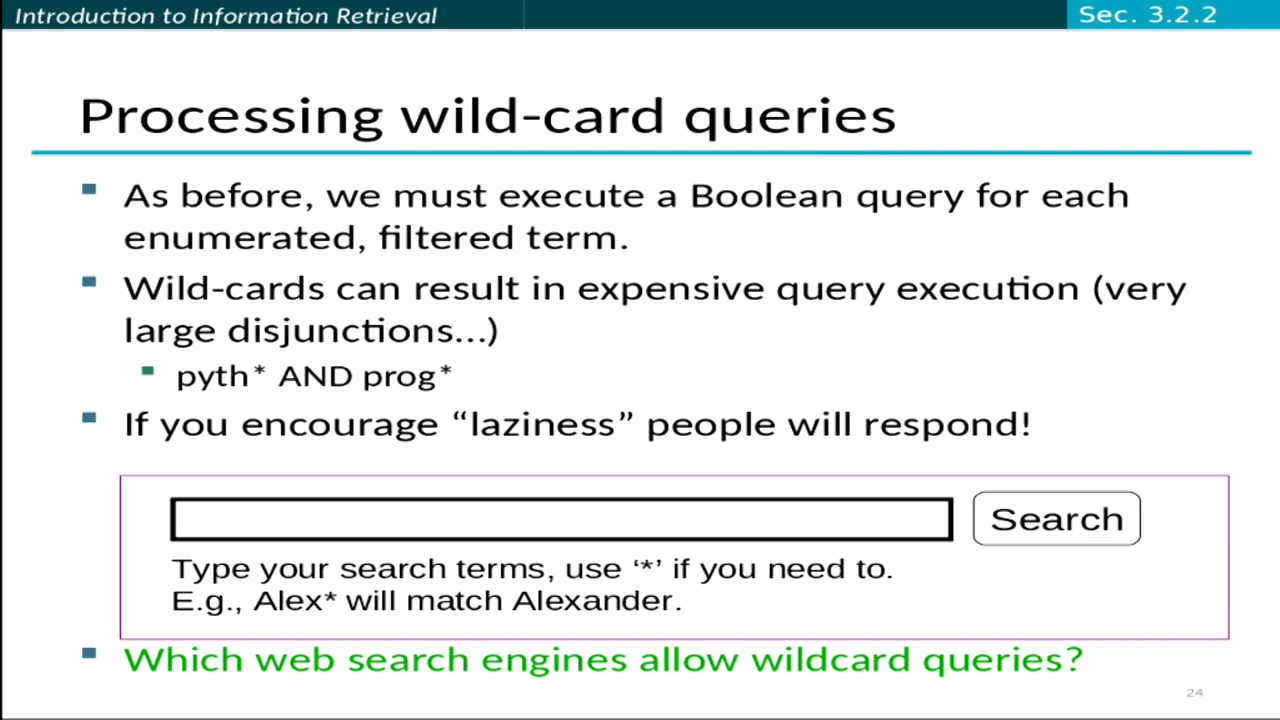 Introduction to Information Retrieval
Sec. 3.2.2
Processing wild-card queries
As before, we must execute a Boolean query for each
enumerated, filtered term.
Wild-cards can result in expensive query execution (very
large disjunctions…)
pyth* AND prog*
If you encourage “laziness” people will respond!
Search
Type your search terms, use ‘*’ if you need to.
E.g., Alex* will match Alexander.
Which web search engines allow wildcard queries?
24